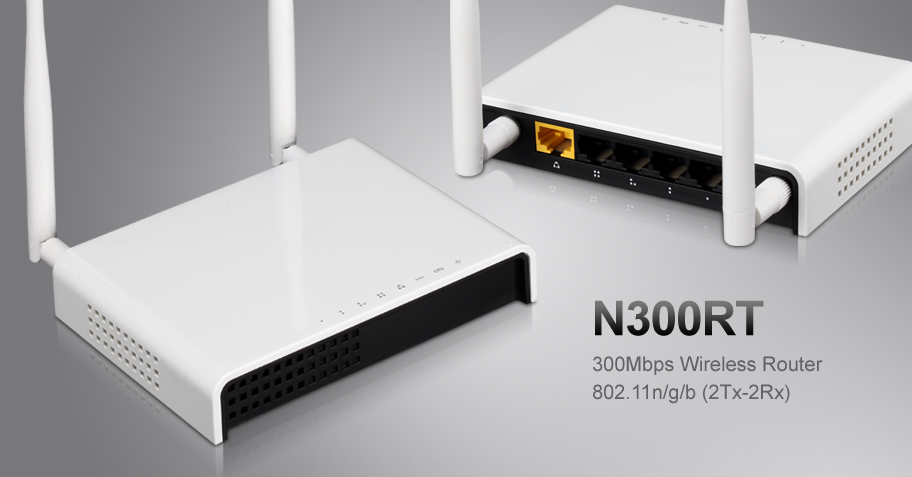 N300RT
300Mbps Wireless Router
802.11n/g/b (2Tx-2Rx)